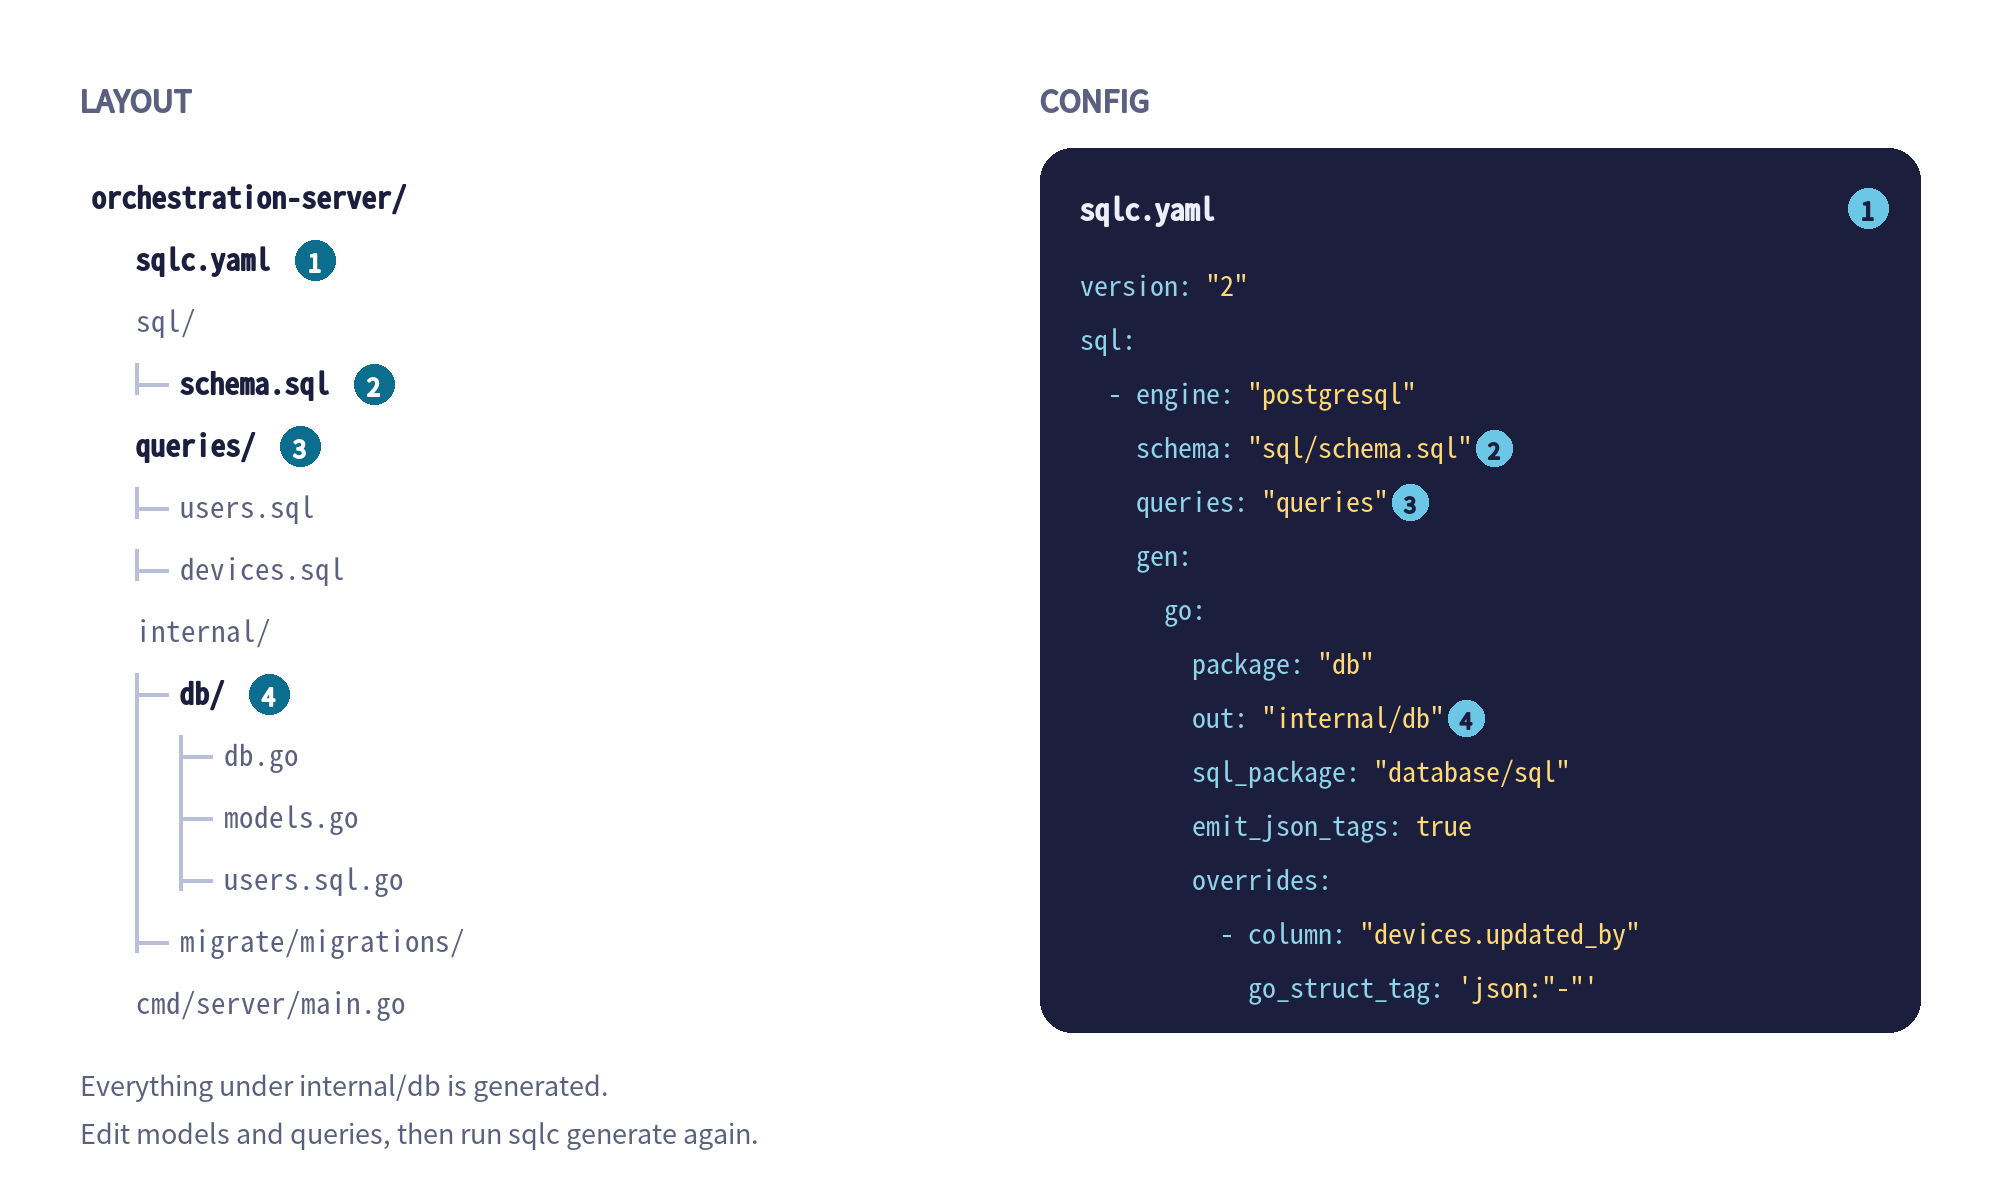 LAYOUT
orchestration-server/
sqlc.yaml 1
sql/
schema.sql 2
queries/ 3
users.sql
devices.sql
internal/
db/ 4
db.go
models.go
users.sql.go
migrate/migrations/
cmd/server/main.go
Everything under internal/db is generated.
Edit models and queries, then run sqlc generate again.
CONFIG
sqlc.yaml 1
version: "2"
sql:
- engine: "postgresql"
schema: "sql/schema.sql" 2
queries: "queries" 3
gen:
go:
package: "db"
out: "internal/db" 4
sql_package: "database/sql"
emit_json_tags: true
overrides:
- column: "devices.updated_by"
go_struct_tag: 'json:"-"'